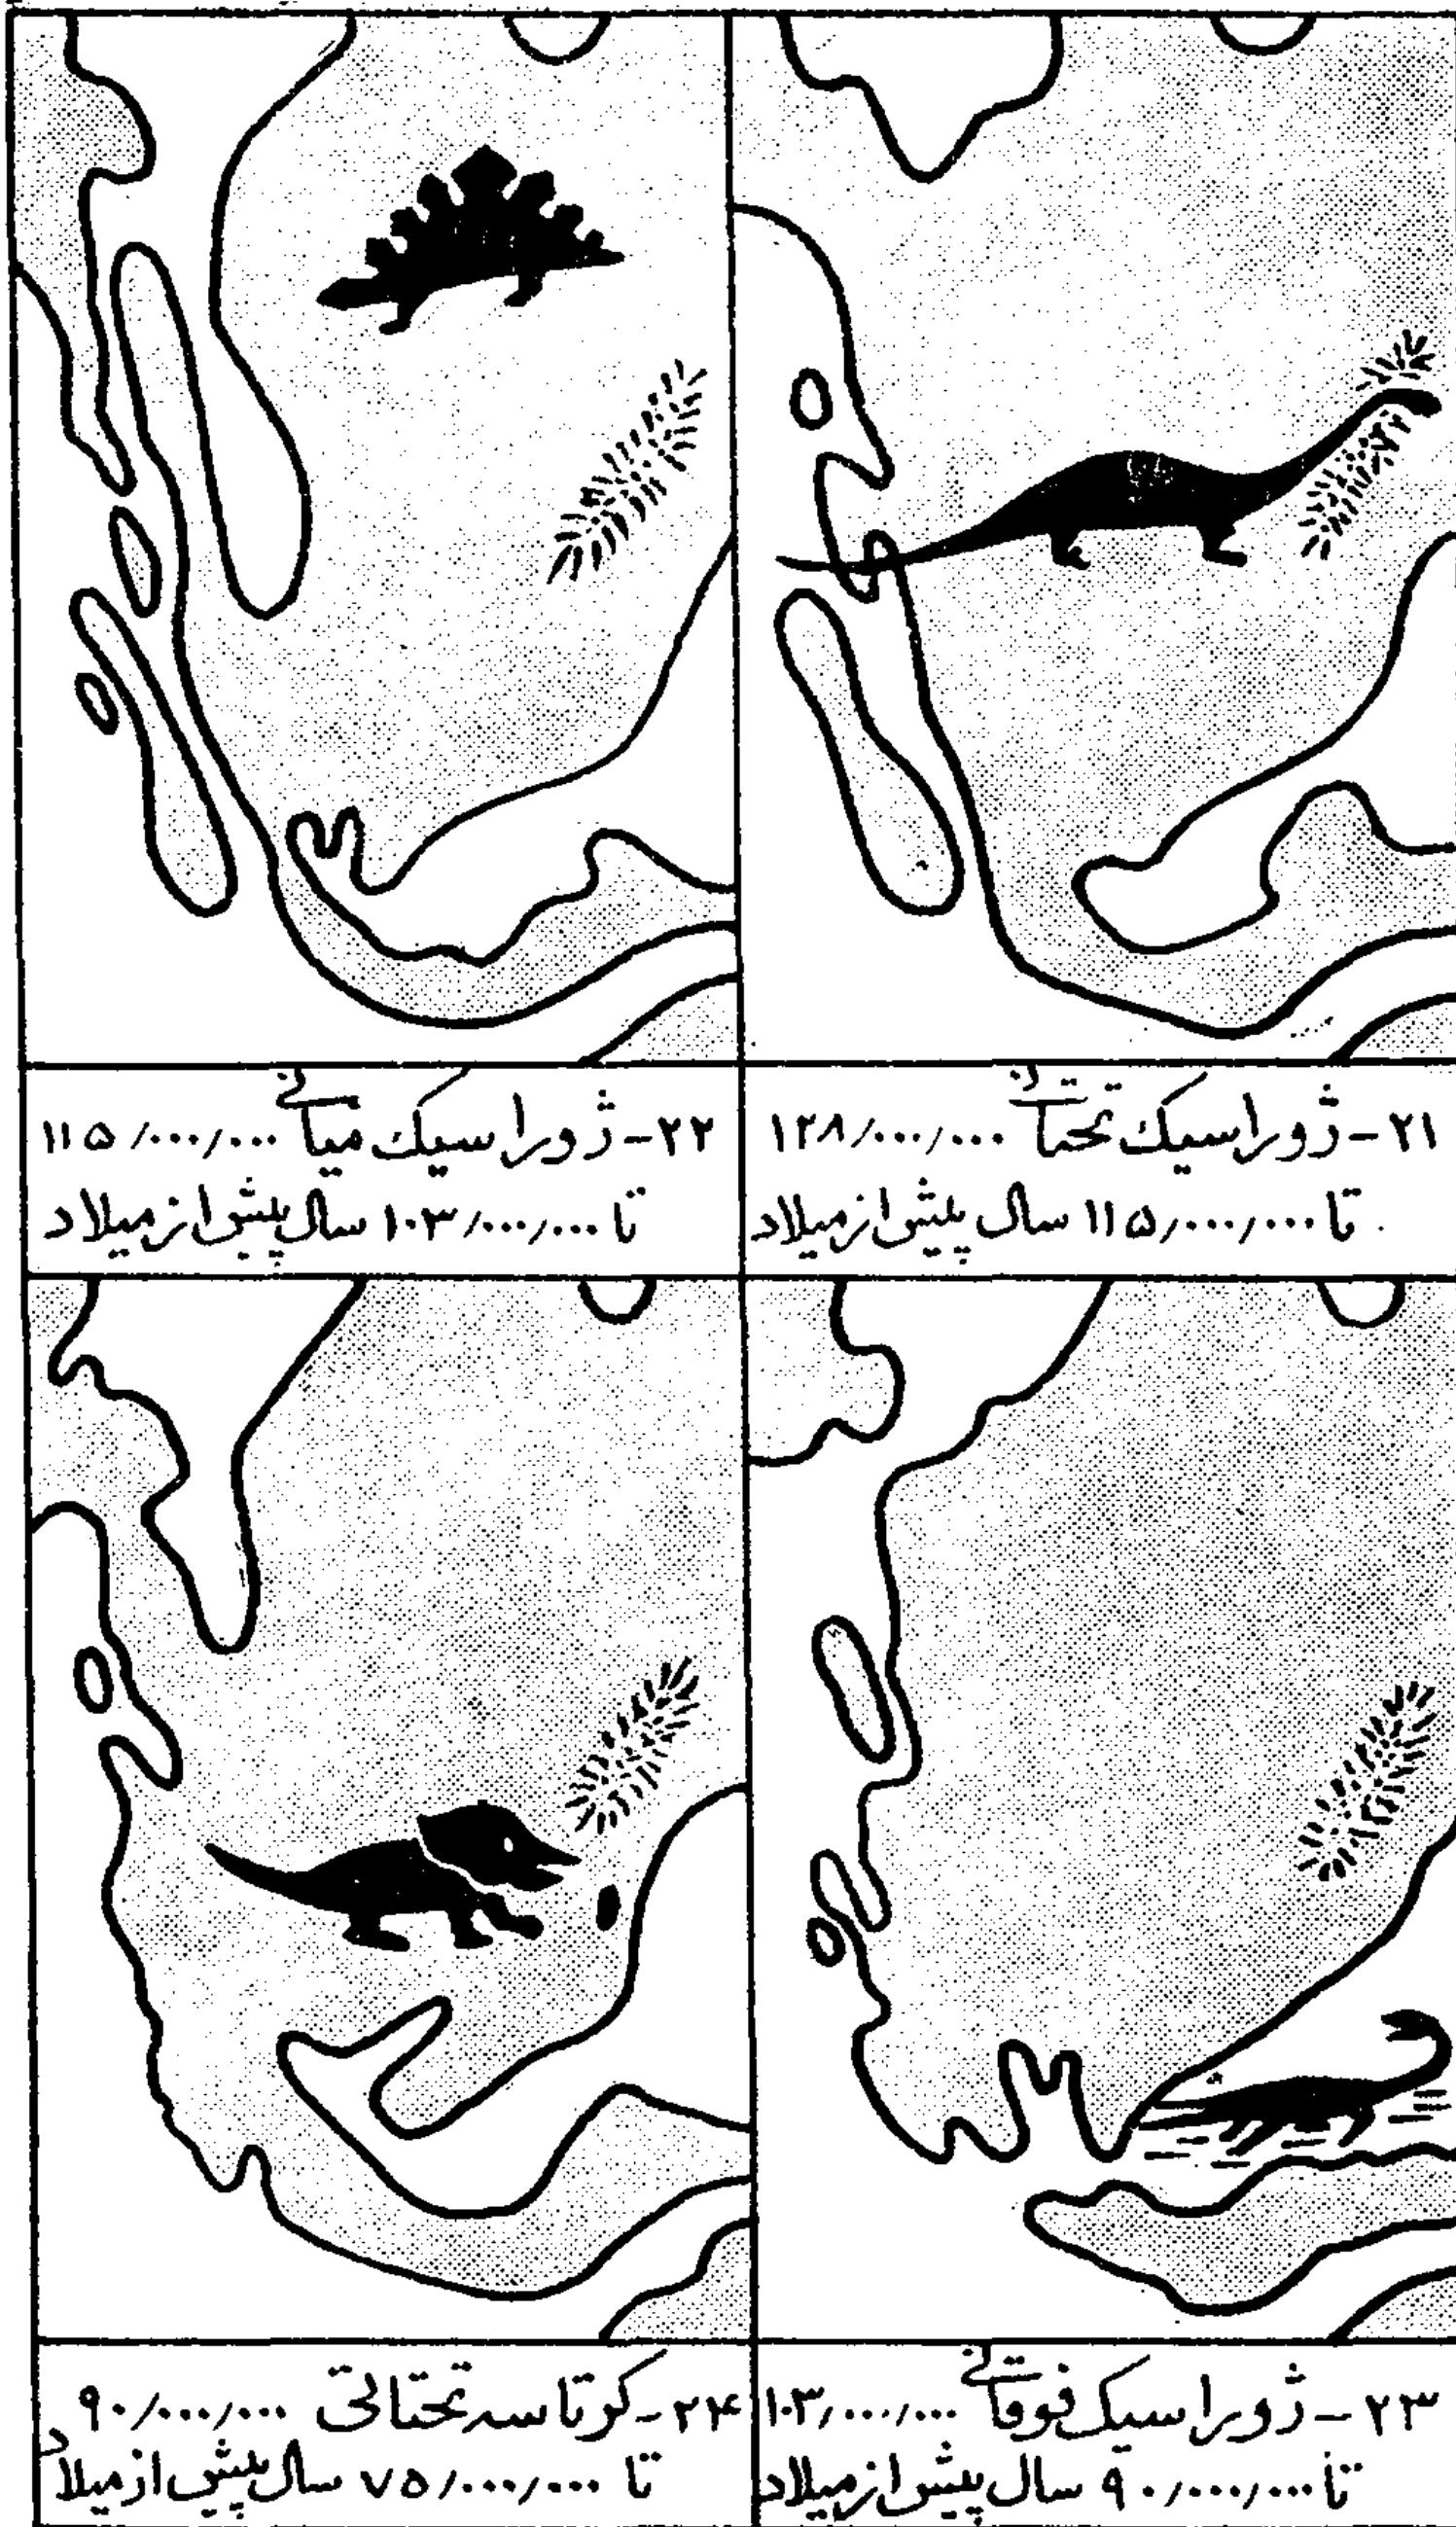 ۲۱-ژوراسیک تحتانی ۱۲۸/۰۰۰/۰۰۰
تا ۱۱۵/۰۰۰/۰۰۰ سال پیش از میلاد
۲۲-ژوراسیک میانی ۱۱۵/۰۰۰/۰۰۰
تا ۱۰۳/۰۰۰/۰۰۰ سال پیش از میلاد
۲۳-ژوراسیک فوقانی ۱۰۳/۰۰۰/۰۰۰
تا ۹۰/۰۰۰/۰۰۰ سال پیش از میلاد
۲۴-کرتاسه تحتانی ۹۰/۰۰۰/۰۰۰
تا ۷۵/۰۰۰/۰۰۰ سال پیش از میلاد